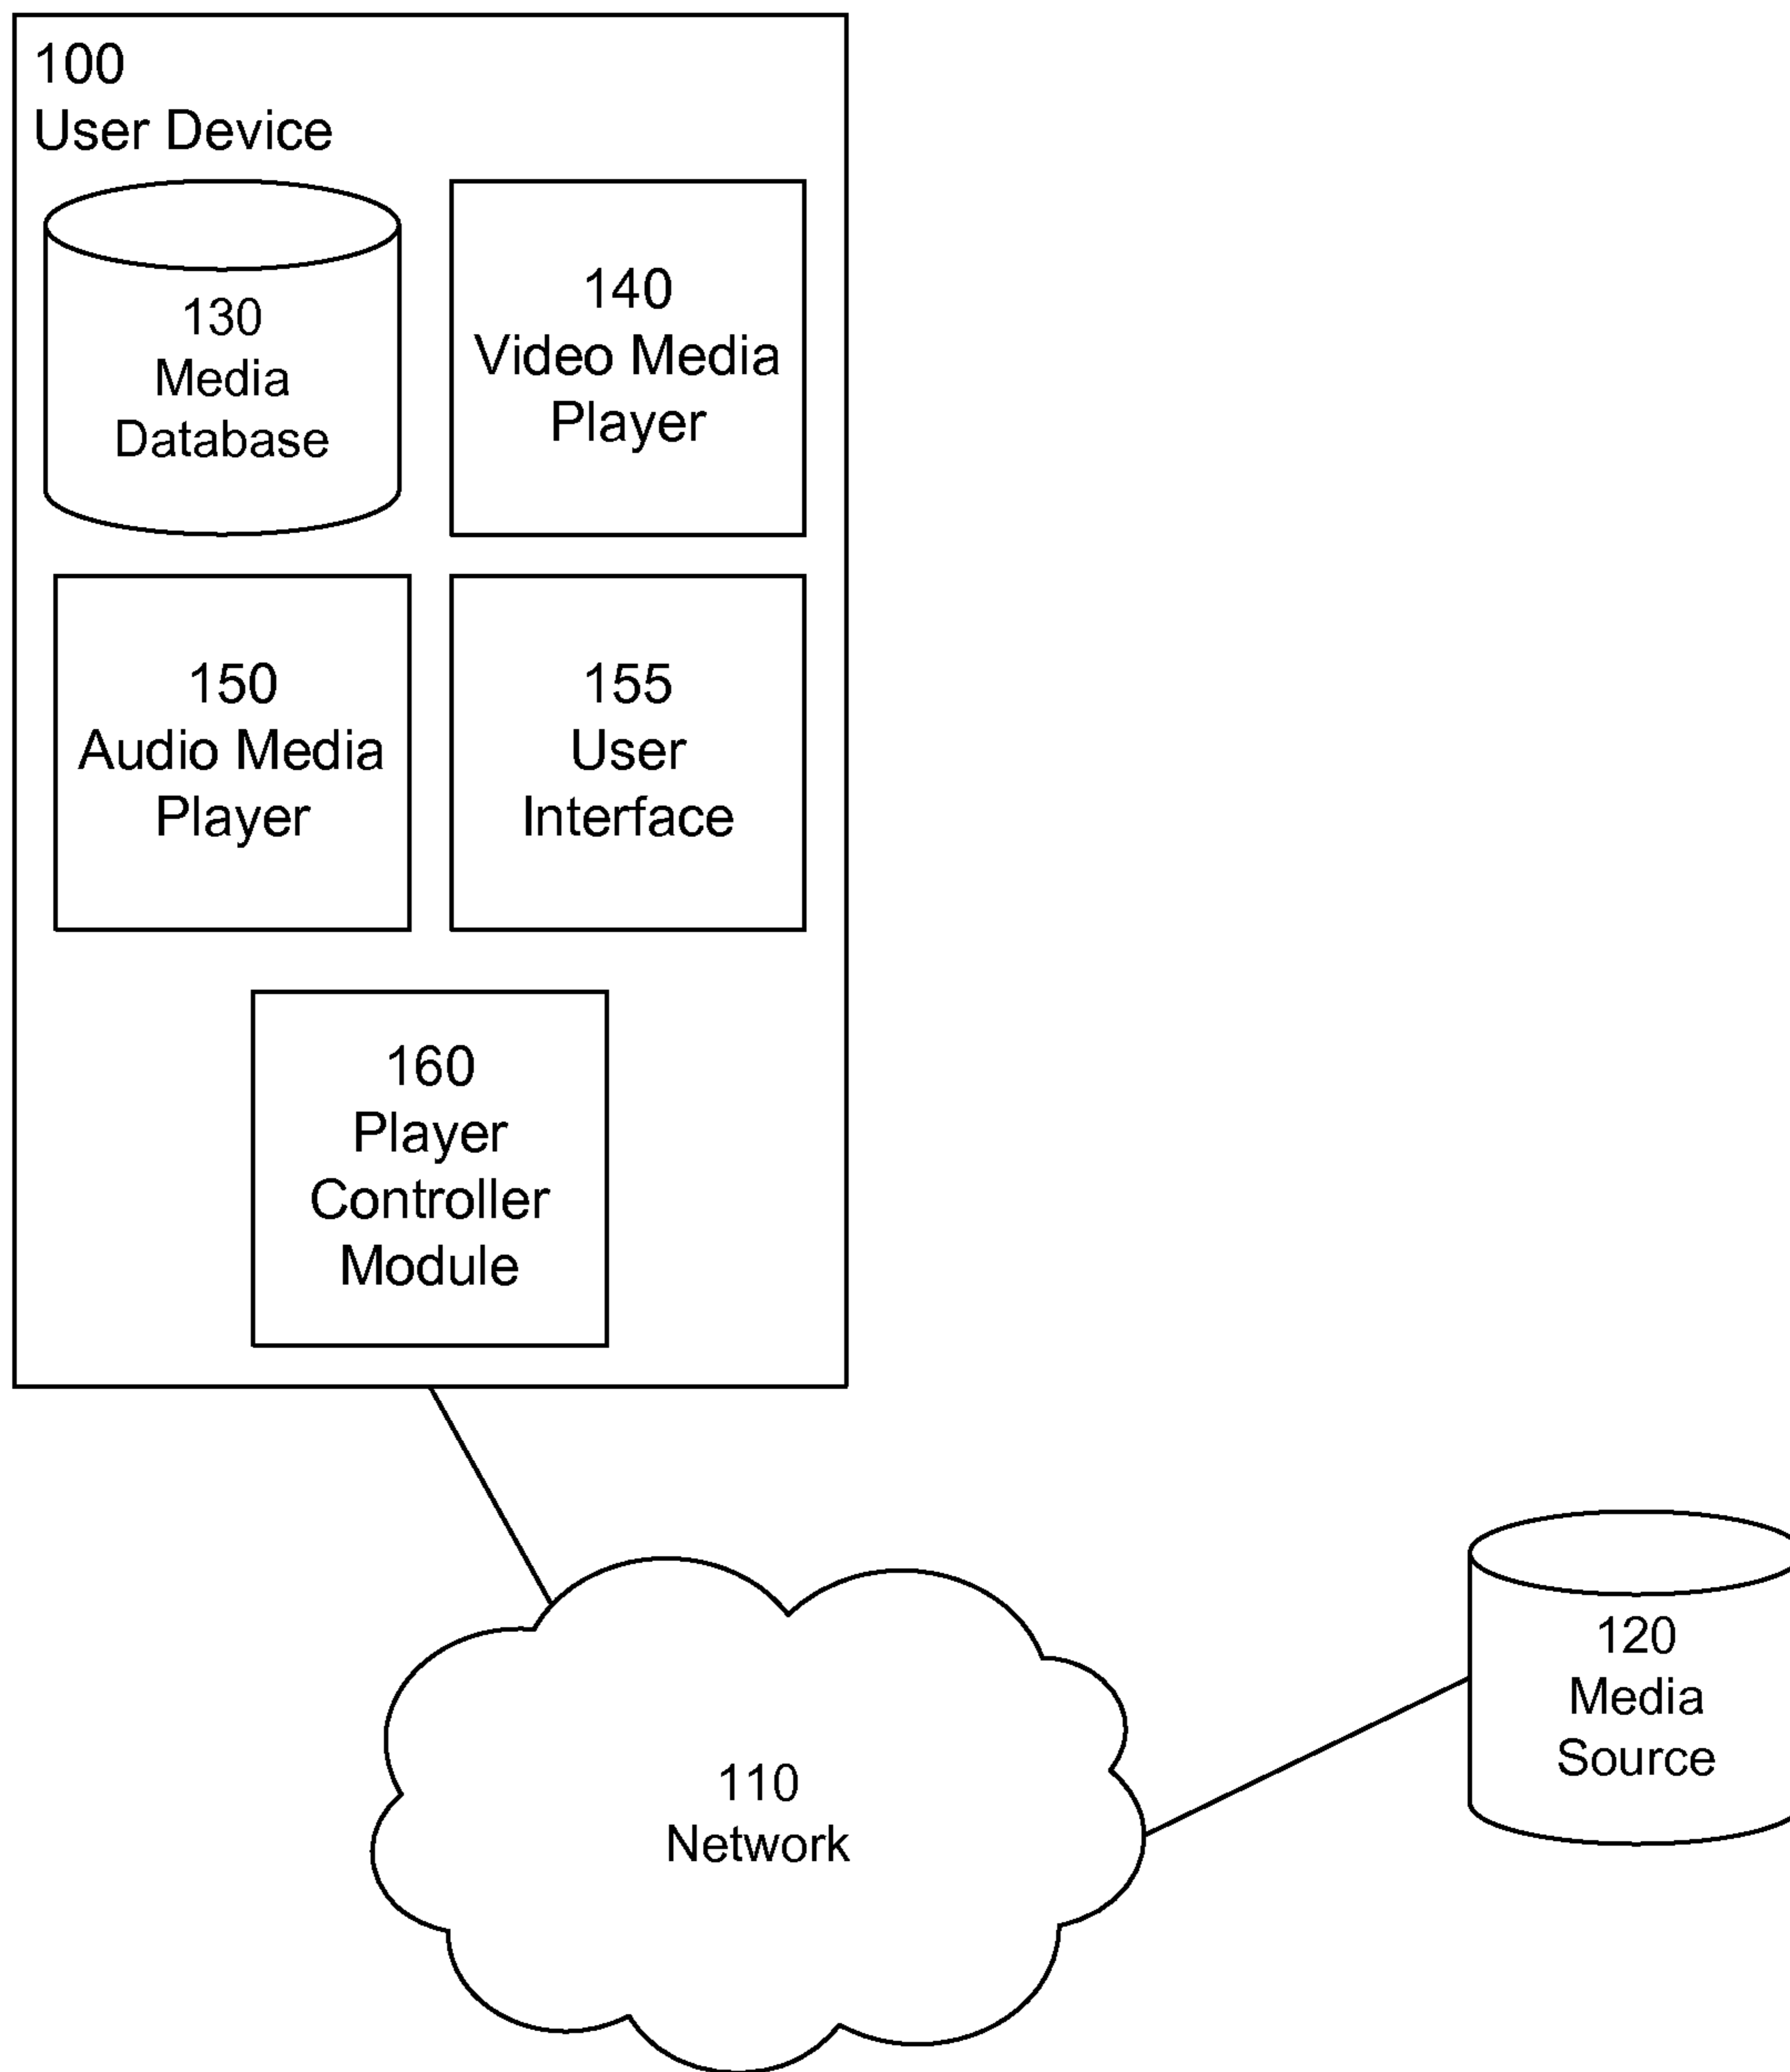 100
User Device
130
Media
Database
140
Video Media
Player
150
Audio Media
Player
155
User
Interface
160
Player
Controller
Module
120
Media
Source
110
Network